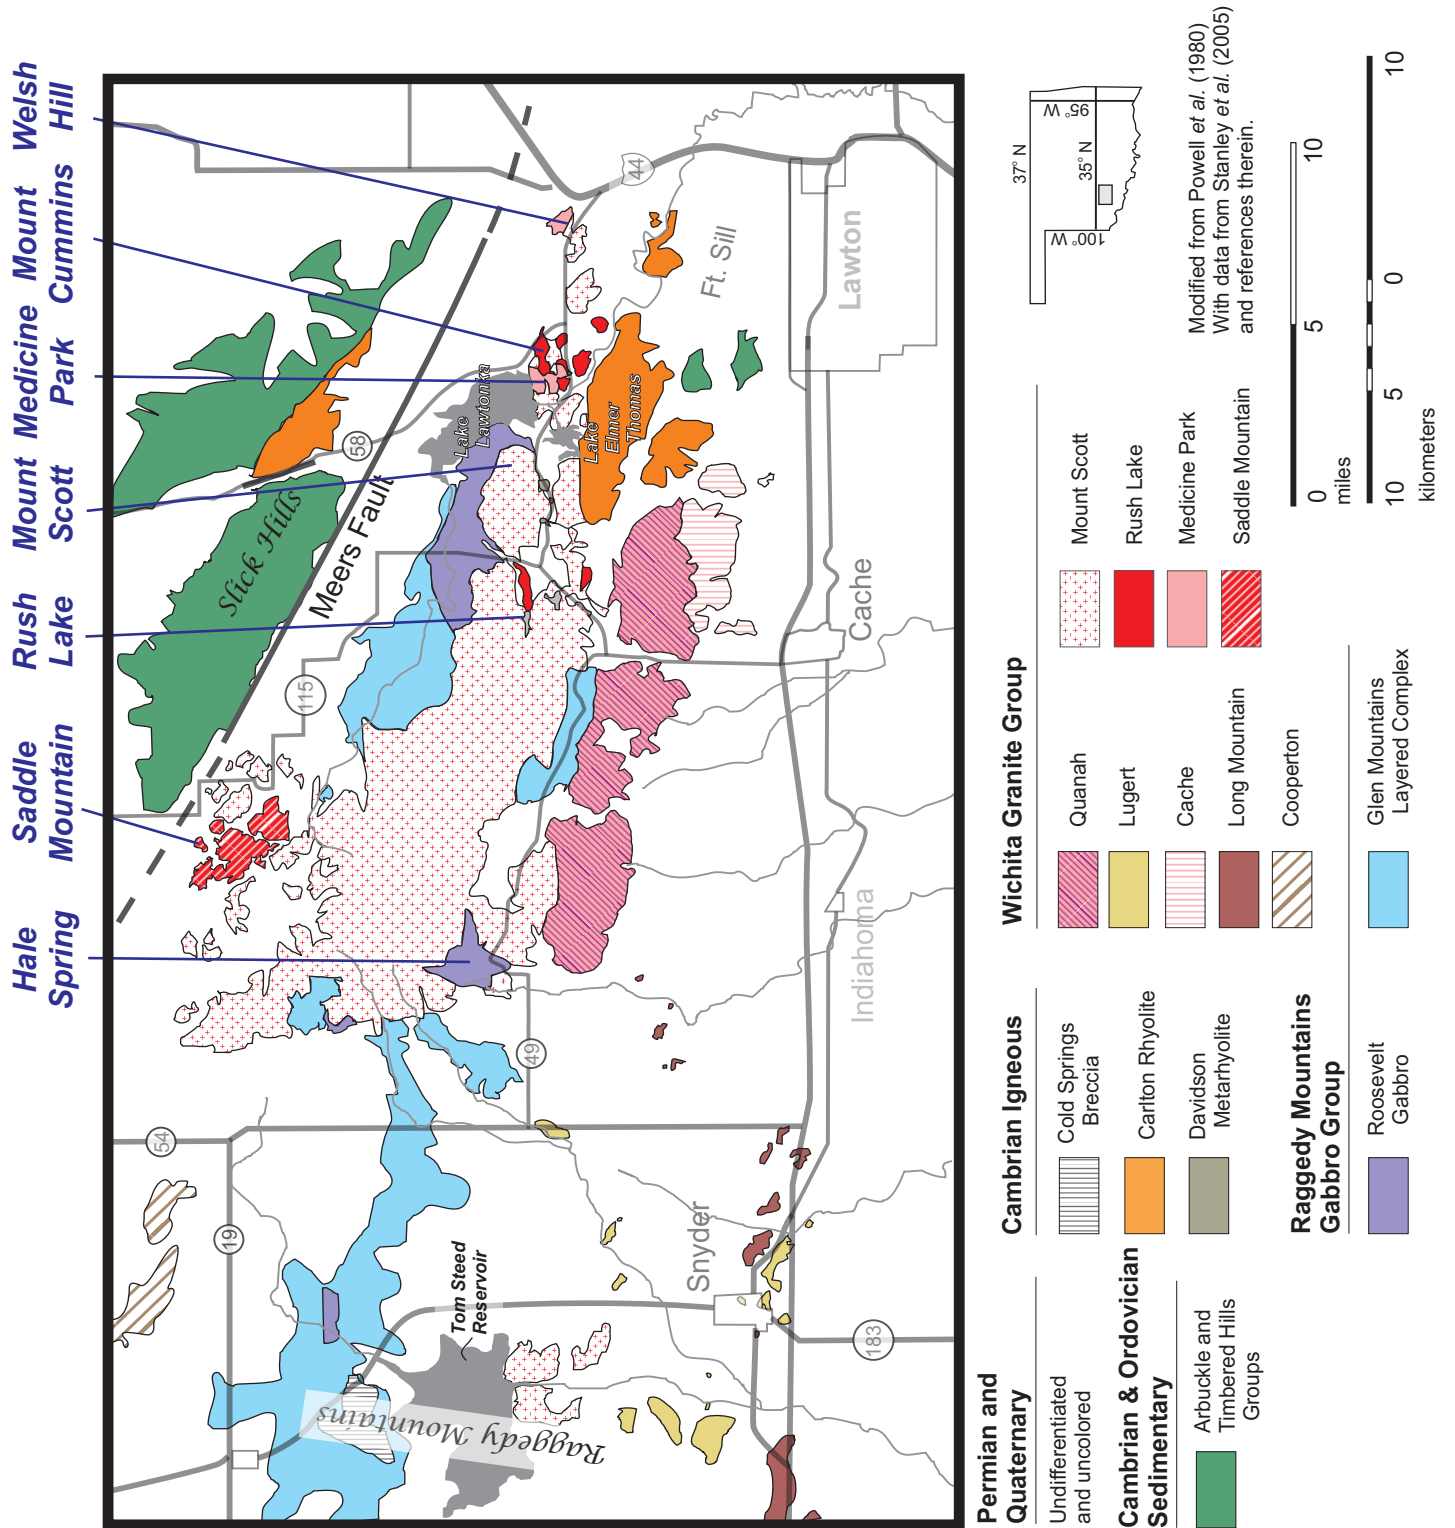 Hale
Spring
Saddle
Mountain
Rush
Lake
Mount
Scott
Medicine
Park
Mount
Cummins
Welsh
Hill
Slick Hills
Meers Fault
58
115
Lake
Lawtonka
Lake
Elmer
Thomas
44
Ft. Sill
Lawton
Cache
Indiahoma
49
54
19
Tom Steed
Reservoir
Raggedy Mountains
Snyder
183
Permian and
Quaternary
Undifferentiated
and uncolored
Cambrian & Ordovician
Sedimentary
Arbuckle and
Timbered Hills
Groups
Cambrian Igneous
Cold Springs
Breccia
Carlton Rhyolite
Davidson
Metarhyolite
Raggedy Mountains
Gabbro Group
Roosevelt
Gabbro
Glen Mountains
Layered Complex
Wichita Granite Group
Quanah
Lugert
Cache
Long Mountain
Cooperton
Mount Scott
Rush Lake
Medicine Park
Saddle Mountain
37° N
35° N
95° W
100° W
Modified from Powell et al. (1980)
With data from Stanley et al. (2005)
and references therein.
0 5 10
miles
10 5 0 10
kilometers